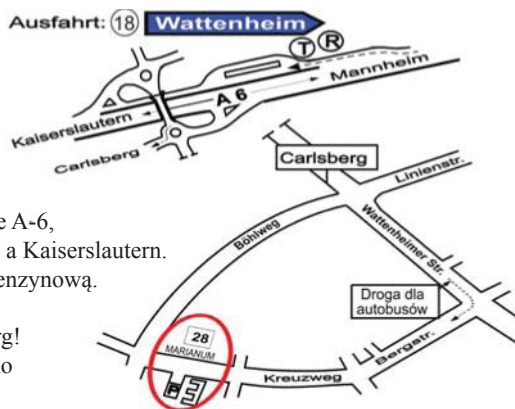 Ausfahrt: 18 Wattenheim
T R
A 6
Mannheim
Kaiserslautern
Carlsberg
Carlsberg
Linienstr.
e A-6,
a Kaiserslautern.
enzynową.
Böhlweg
Wattenheimer Str.
Droga dla
autobusów
rg!
o
28
MARIANUM
P
Kreuzweg
Bergstr.